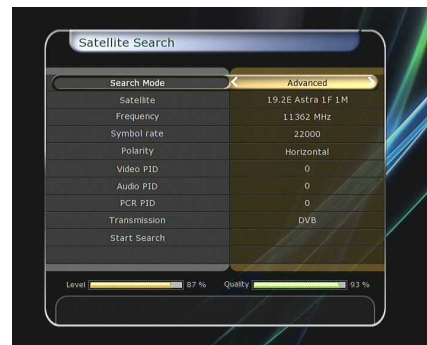 Satellite Search
Search Mode Advanced
Satellite 19.2E Astra 1F 1M
Frequency 11362 MHz
Symbol rate 22000
Polarity Horizontal
Video PID 0
Audio PID 0
PCR PID 0
Transmission DVB
Start Search
Level 87 % Quality 93 %